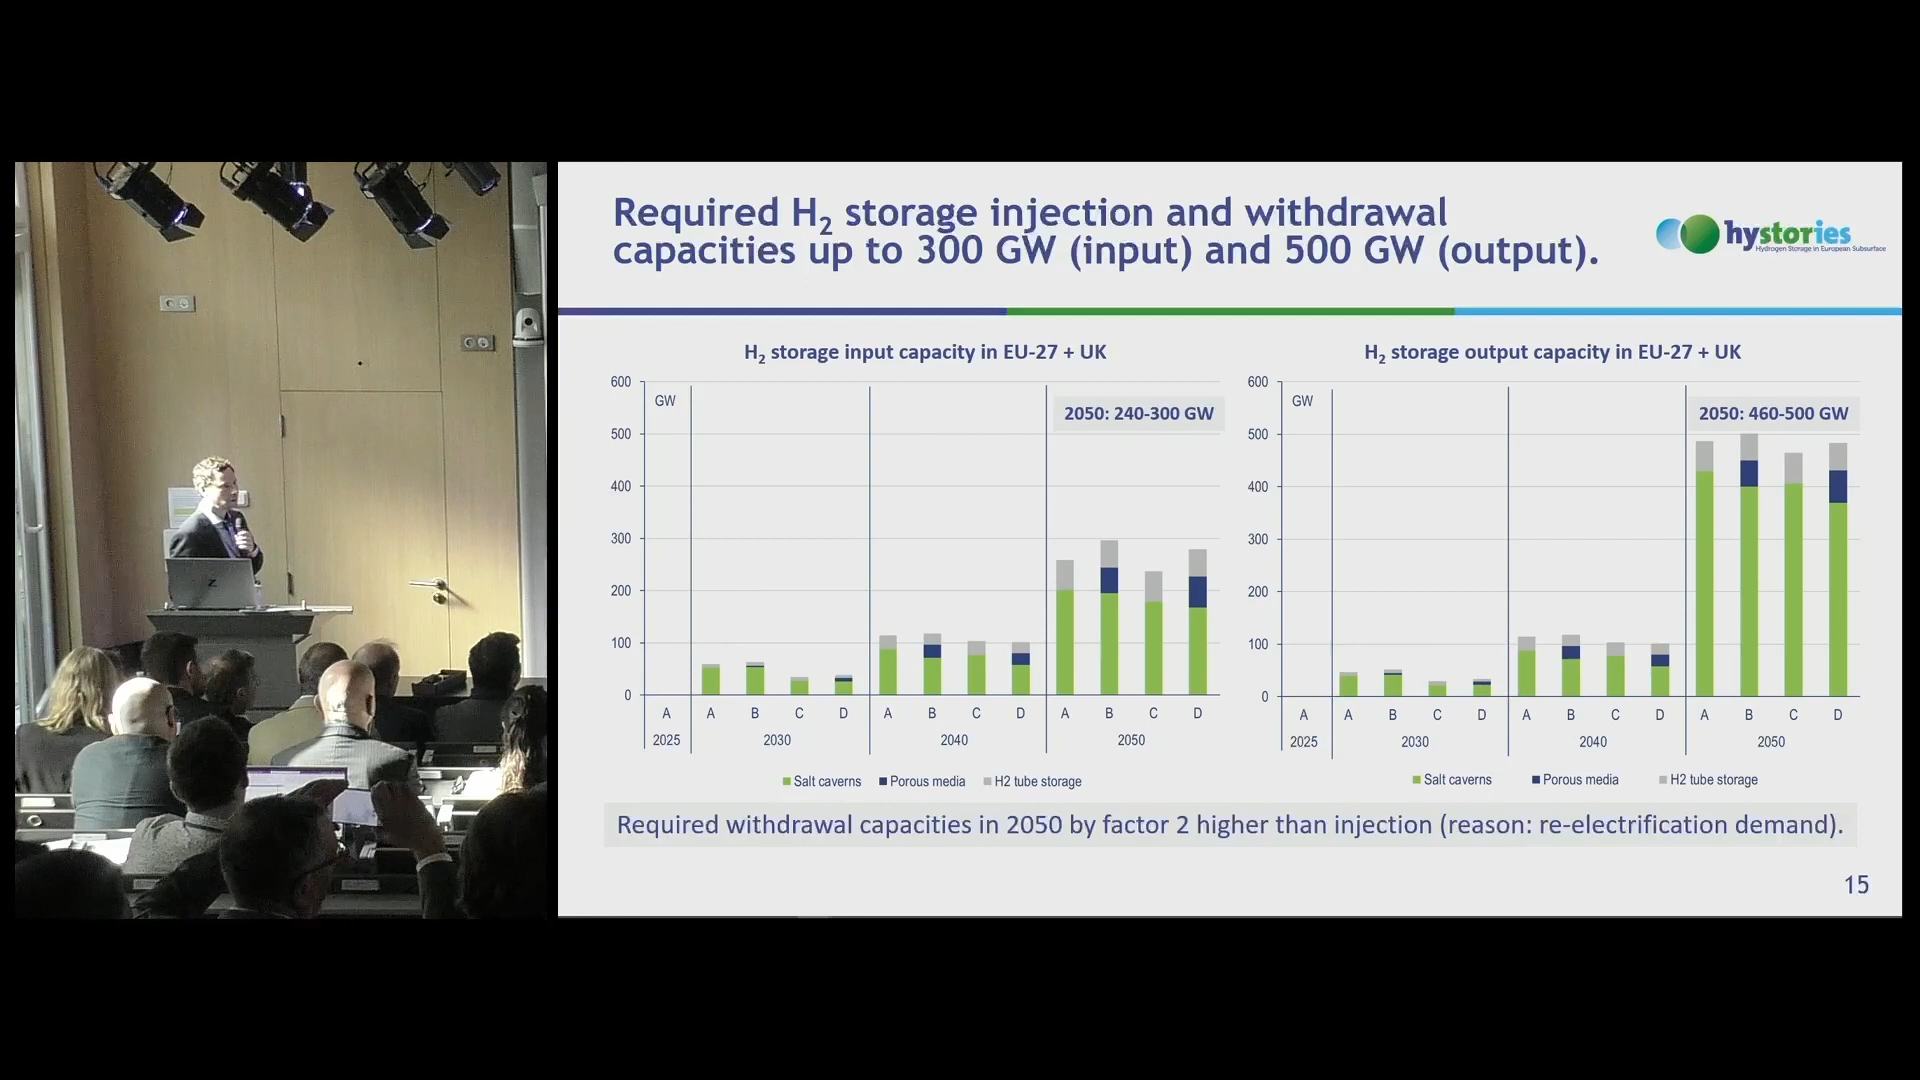 Required H2 storage injection and withdrawal
capacities up to 300 GW (input) and 500 GW (output).
hystories
Hydrogen Storage in European Subsurface
H2 storage input capacity in EU-27 + UK
600
GW
2050: 240-300 GW
500
400
300
200
100
0
A A B C D A B C D A B C D
2025 2030 2040 2050
Salt caverns Porous media H2 tube storage
H2 storage output capacity in EU-27 + UK
600
GW
2050: 460-500 GW
500
400
300
200
100
0
A A B C D A B C D A B C D
2025 2030 2040 2050
Salt caverns Porous media H2 tube storage
Required withdrawal capacities in 2050 by factor 2 higher than injection (reason: re-electrification demand).
15
Z